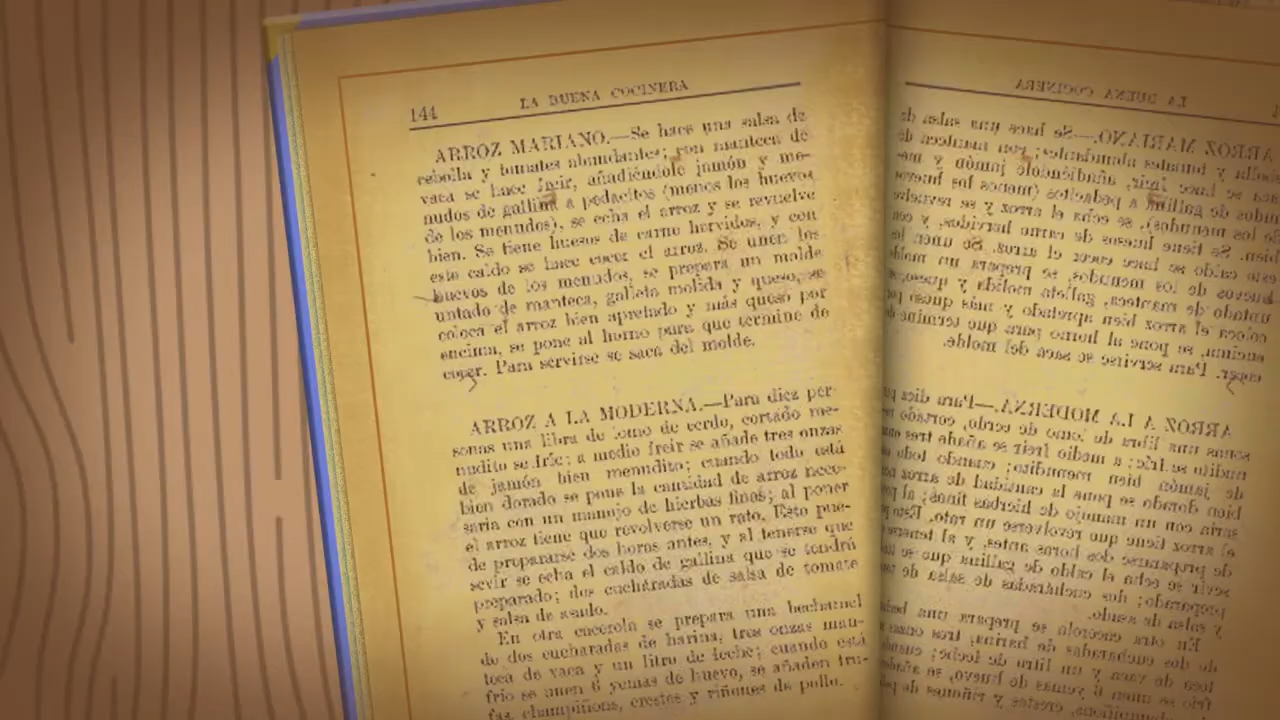 144
LA BUENA COCINERA
ARROZ MARIANO.—Se hace una salsa de
cebolla y tomates abundantes; con manteca de
vaca se hace freir, añadiéndole jamón y me-
nudos de gallina a pedacitos (menos los huevos
de los menudos), se echa el arroz y se revuelve
bien. Se tiene huesos de carne hervidos, y con
este caldo se hace cocer el arroz. Se unen los
huevos de los menudos, se prepara un molde
untado de manteca, galleta molida y queso, se
coloca el arroz bien apretado y más queso por
encima, se pone al horno para que termine de
cocer. Para servirse se saca del molde.
ARROZ A LA MODERNA.—Para diez per-
sonas una libra de lomo de cerdo, cortado me-
nudito se fríe; a medio freir se añade tres onzas
de jamón bien menudito; cuando todo está
bien dorado se pone la cantidad de arroz nece-
saria con un manojo de hierbas finas; al poner
el arroz tiene que revolverse un rato. Esto pue-
de prepararse dos horas antes, y al tenerse que
sevir se echa el caldo de gallina que se tendrá
preparado; dos cucharadas de salsa de tomate
y salsa de asado.
En otra cacerola se prepara una bechamel
de dos cucharadas de harina, tres onzas man-
teca de vaca y un litro de leche; cuando está
frío se unen 6 yemas de huevo, se añaden tru-
fas, champiñons, crestas y riñones de pollo.